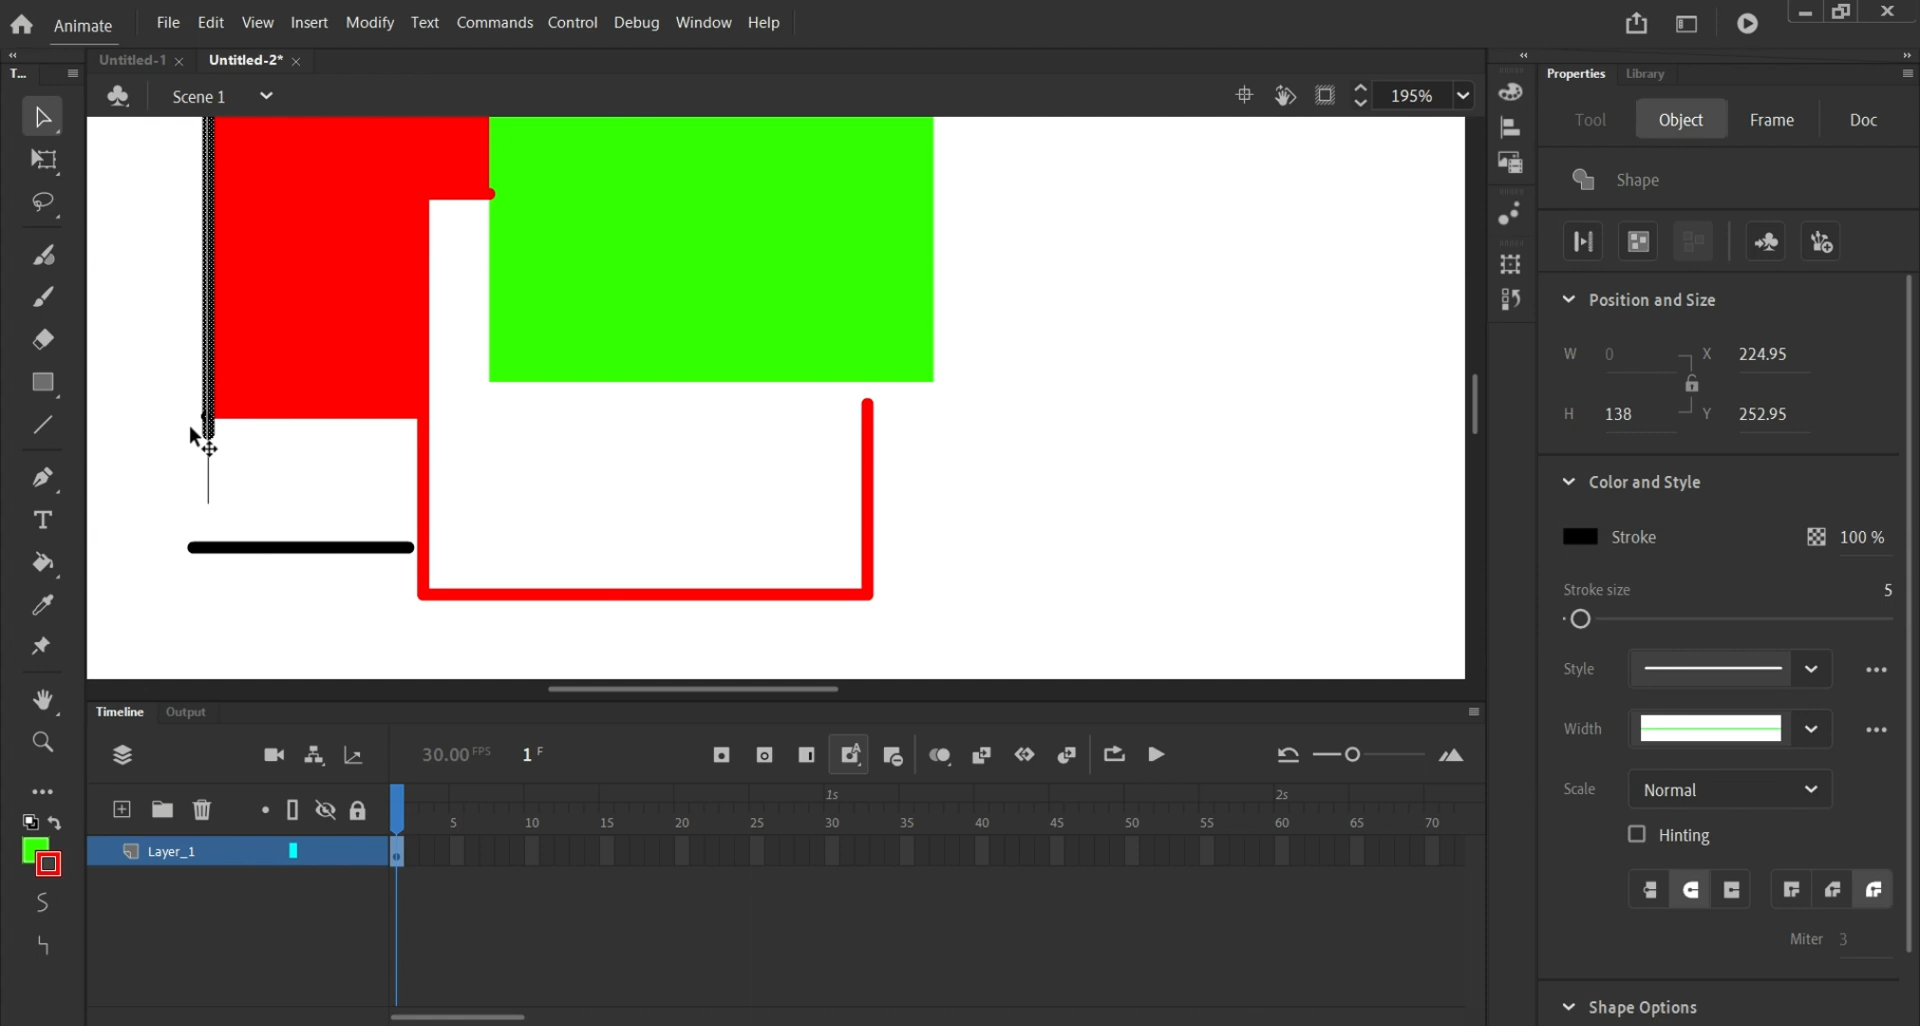 Animate File Edit View Insert Modify Text Commands Control Debug Window Help
Untitled-1 Untitled-2*
T...
Scene 1 195%
Properties Library
Tool Object Frame Doc
Shape
Position and Size
W 0 X 224.95
H 138 Y 252.95
Color and Style
Stroke 100 %
Stroke size 5
Style
Width
Scale Normal
Hinting
Miter 3
Shape Options
Timeline Output
30.00 FPS 1 F
1s 2s
5 10 15 20 25 30 35 40 45 50 55 60 65 70
Layer_1